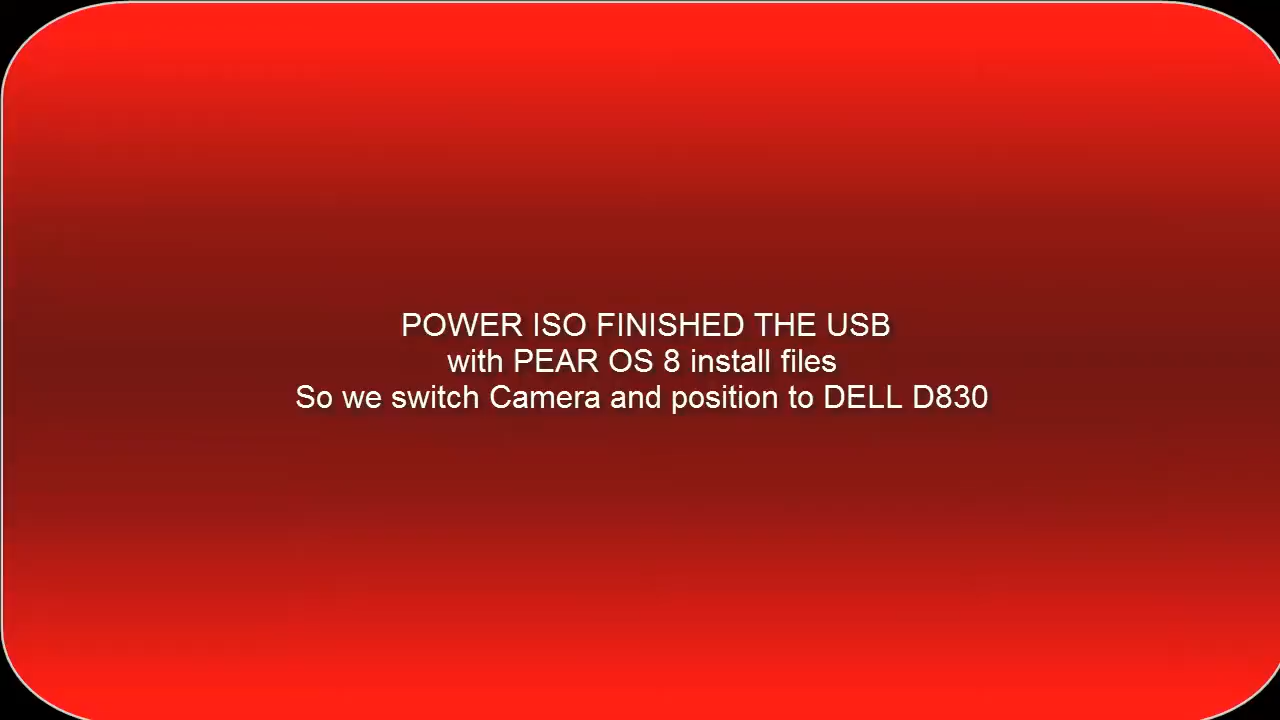 POWER ISO FINISHED THE USB
with PEAR OS 8 install files
So we switch Camera and position to DELL D830